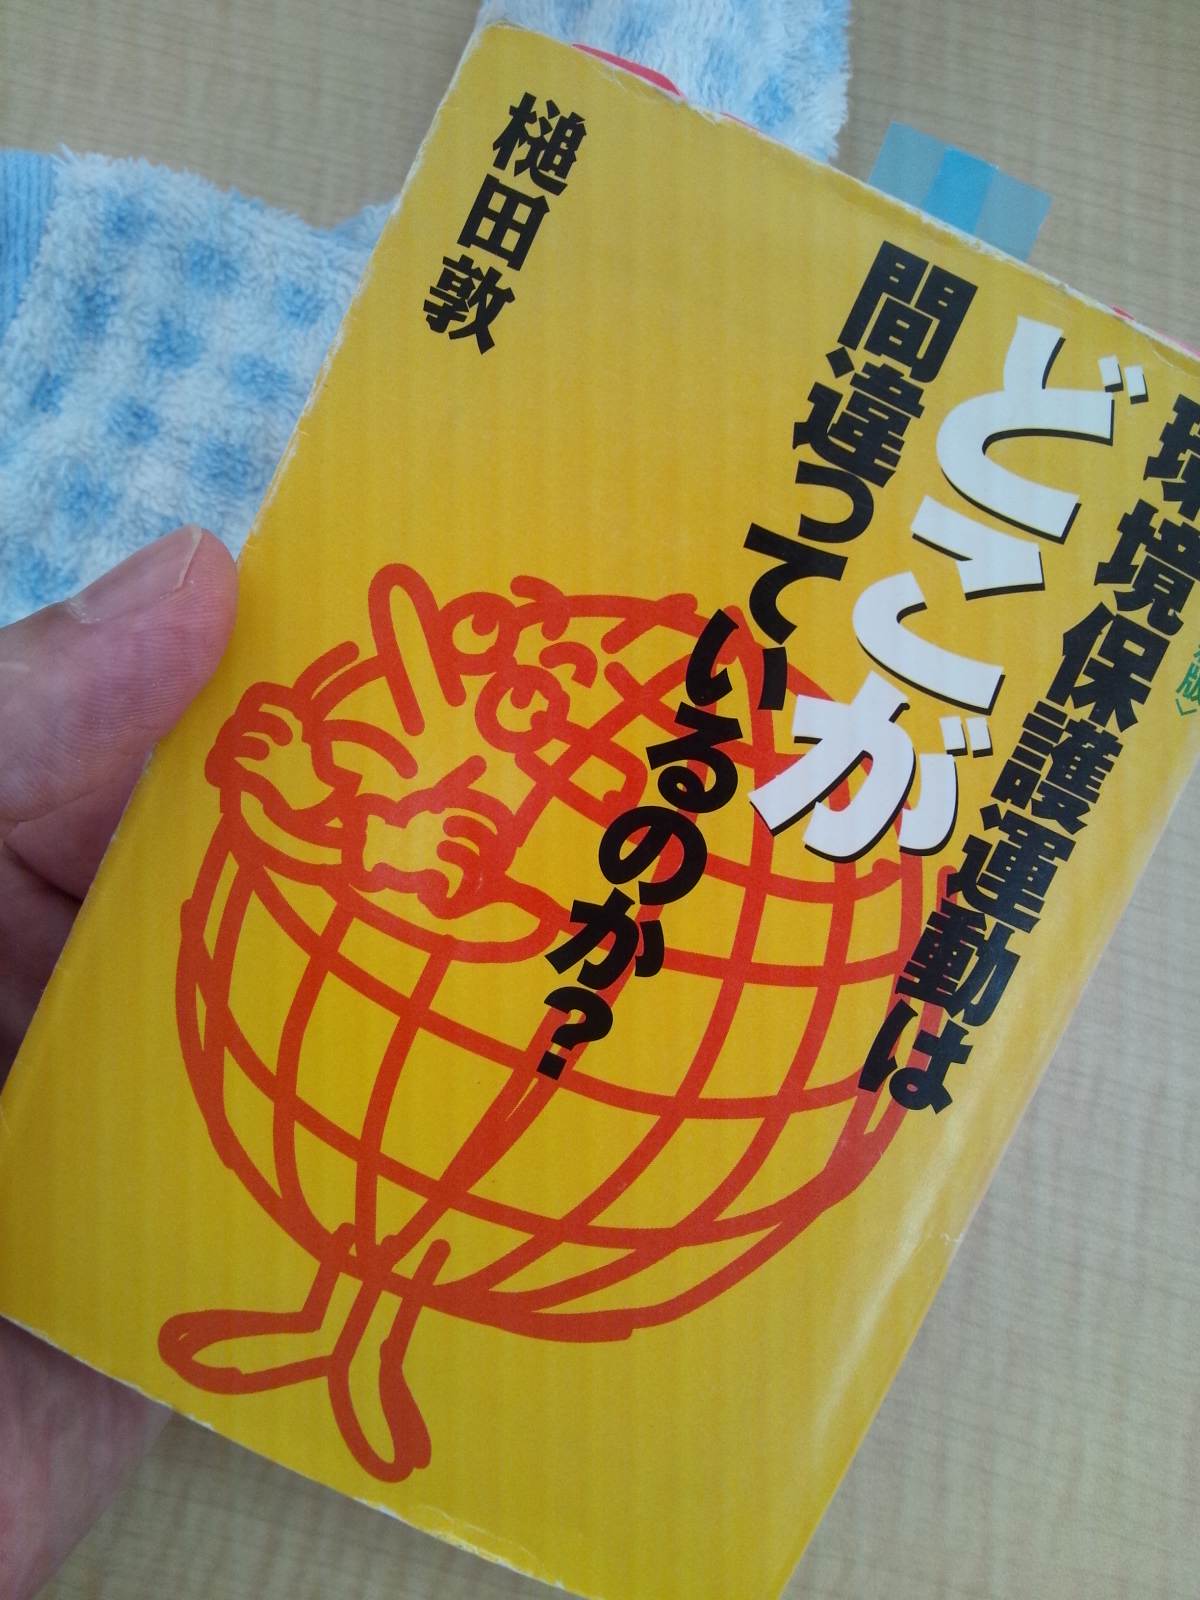 環境保護運動は
どこが
間違っているのか?
槌田敦
版〉